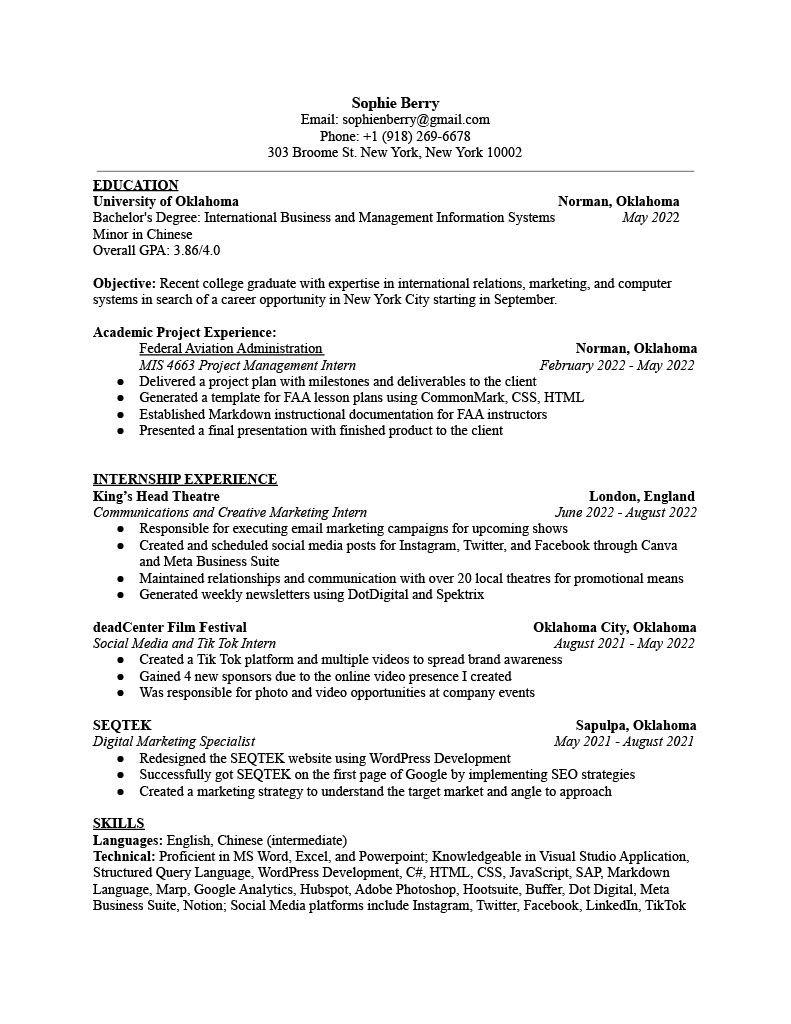 Sophie Berry
Email: sophienberry@gmail.com
Phone: +1 (918) 269-6678
303 Broome St. New York, New York 10002
EDUCATION
University of Oklahoma Norman, Oklahoma
Bachelor's Degree: International Business and Management Information Systems May 2022
Minor in Chinese
Overall GPA: 3.86/4.0
Objective: Recent college graduate with expertise in international relations, marketing, and computer
systems in search of a career opportunity in New York City starting in September.
Academic Project Experience:
Federal Aviation Administration Norman, Oklahoma
MIS 4663 Project Management Intern February 2022 - May 2022
● Delivered a project plan with milestones and deliverables to the client
● Generated a template for FAA lesson plans using CommonMark, CSS, HTML
● Established Markdown instructional documentation for FAA instructors
● Presented a final presentation with finished product to the client
INTERNSHIP EXPERIENCE
King's Head Theatre London, England
Communications and Creative Marketing Intern June 2022 - August 2022
● Responsible for executing email marketing campaigns for upcoming shows
● Created and scheduled social media posts for Instagram, Twitter, and Facebook through Canva
and Meta Business Suite
● Maintained relationships and communication with over 20 local theatres for promotional means
● Generated weekly newsletters using DotDigital and Spektrix
deadCenter Film Festival Oklahoma City, Oklahoma
Social Media and Tik Tok Intern August 2021 - May 2022
● Created a Tik Tok platform and multiple videos to spread brand awareness
● Gained 4 new sponsors due to the online video presence I created
● Was responsible for photo and video opportunities at company events
SEQTEK Sapulpa, Oklahoma
Digital Marketing Specialist May 2021 - August 2021
● Redesigned the SEQTEK website using WordPress Development
● Successfully got SEQTEK on the first page of Google by implementing SEO strategies
● Created a marketing strategy to understand the target market and angle to approach
SKILLS
Languages: English, Chinese (intermediate)
Technical: Proficient in MS Word, Excel, and Powerpoint; Knowledgeable in Visual Studio Application,
Structured Query Language, WordPress Development, C#, HTML, CSS, JavaScript, SAP, Markdown
Language, Marp, Google Analytics, Hubspot, Adobe Photoshop, Hootsuite, Buffer, Dot Digital, Meta
Business Suite, Notion; Social Media platforms include Instagram, Twitter, Facebook, LinkedIn, TikTok